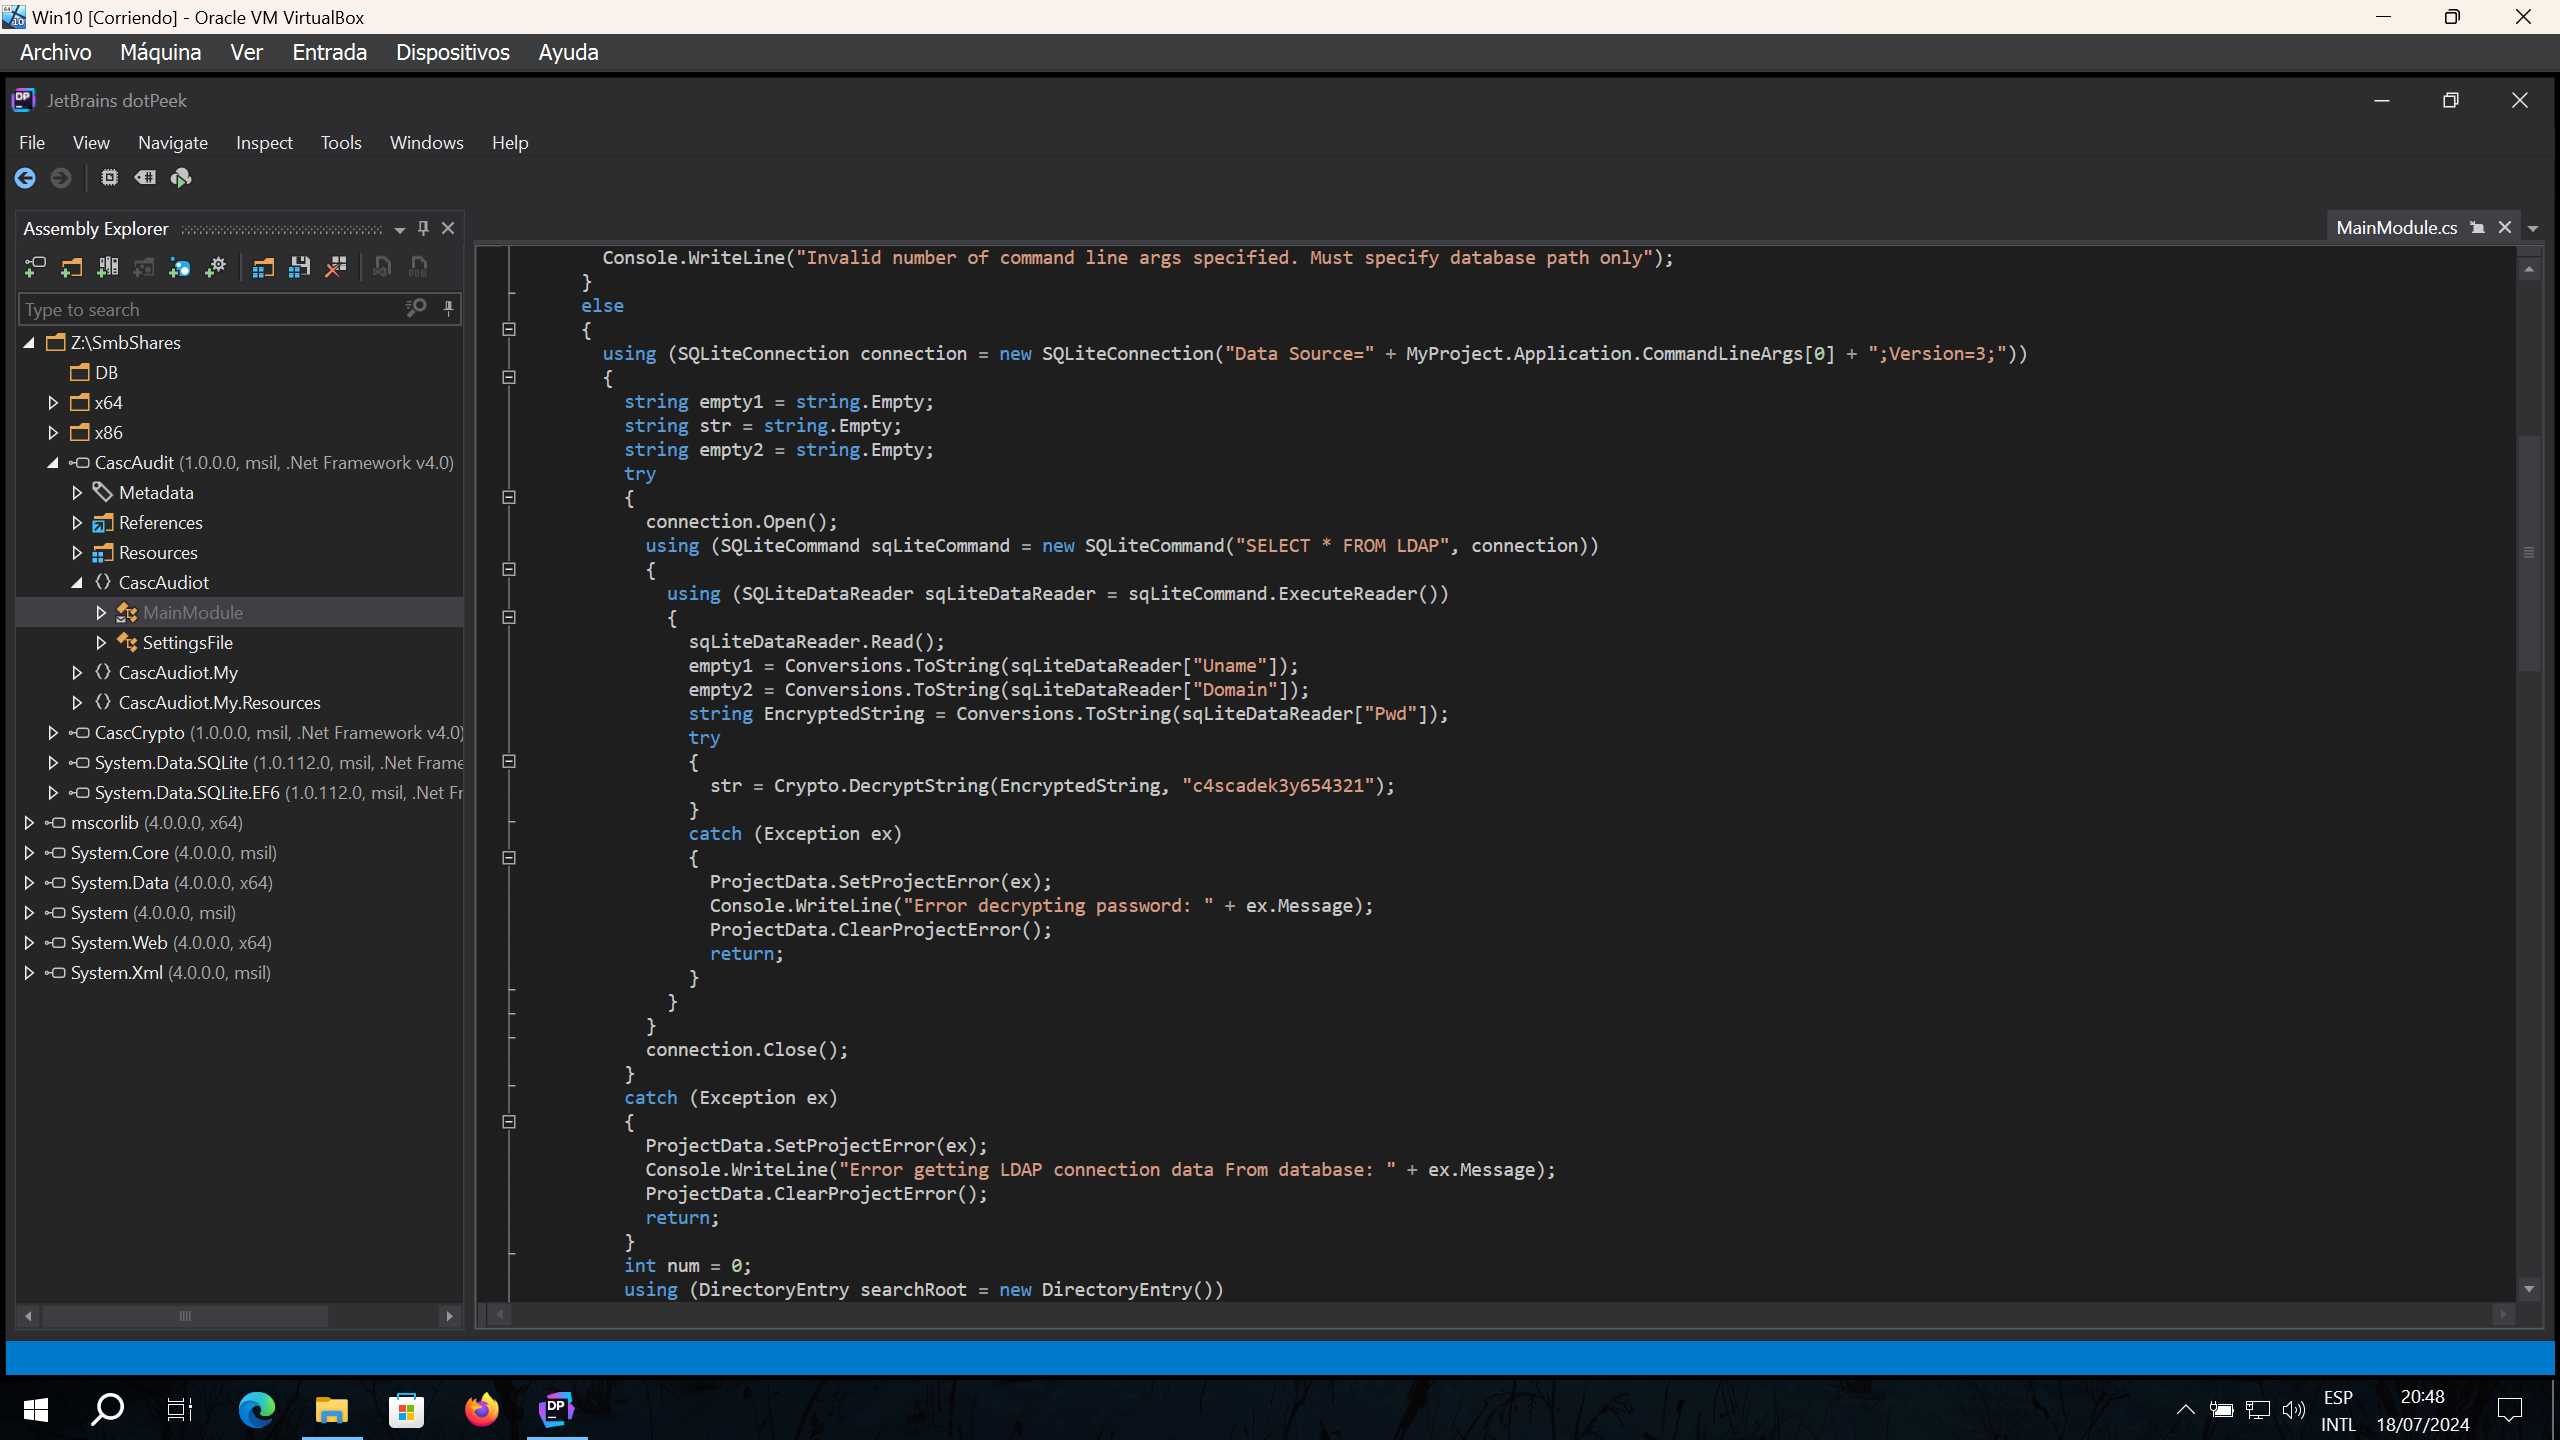 Win10 [Corriendo] - Oracle VM VirtualBox
Archivo Máquina Ver Entrada Dispositivos Ayuda
JetBrains dotPeek
File View Navigate Inspect Tools Windows Help
Assembly Explorer
MainModule.cs
Type to search
Z:\SmbShares
DB
x64
x86
CascAudit (1.0.0.0, msil, .Net Framework v4.0)
Metadata
References
Resources
CascAudiot
MainModule
SettingsFile
CascAudiot.My
CascAudiot.My.Resources
CascCrypto (1.0.0.0, msil, .Net Framework v4.0)
System.Data.SQLite (1.0.112.0, msil, .Net Frame
System.Data.SQLite.EF6 (1.0.112.0, msil, .Net Fr
mscorlib (4.0.0.0, x64)
System.Core (4.0.0.0, msil)
System.Data (4.0.0.0, x64)
System (4.0.0.0, msil)
System.Web (4.0.0.0, x64)
System.Xml (4.0.0.0, msil)
Console.WriteLine("Invalid number of command line args specified. Must specify database path only");
}
else
{
using (SQLiteConnection connection = new SQLiteConnection("Data Source=" + MyProject.Application.CommandLineArgs[0] + ";Version=3;"))
{
string empty1 = string.Empty;
string str = string.Empty;
string empty2 = string.Empty;
try
{
connection.Open();
using (SQLiteCommand sqLiteCommand = new SQLiteCommand("SELECT * FROM LDAP", connection))
{
using (SQLiteDataReader sqLiteDataReader = sqLiteCommand.ExecuteReader())
{
sqLiteDataReader.Read();
empty1 = Conversions.ToString(sqLiteDataReader["Uname"]);
empty2 = Conversions.ToString(sqLiteDataReader["Domain"]);
string EncryptedString = Conversions.ToString(sqLiteDataReader["Pwd"]);
try
{
str = Crypto.DecryptString(EncryptedString, "c4scadek3y654321");
}
catch (Exception ex)
{
ProjectData.SetProjectError(ex);
Console.WriteLine("Error decrypting password: " + ex.Message);
ProjectData.ClearProjectError();
return;
}
}
}
connection.Close();
}
catch (Exception ex)
{
ProjectData.SetProjectError(ex);
Console.WriteLine("Error getting LDAP connection data From database: " + ex.Message);
ProjectData.ClearProjectError();
return;
}
int num = 0;
using (DirectoryEntry searchRoot = new DirectoryEntry())
ESP
INTL
20:48
18/07/2024